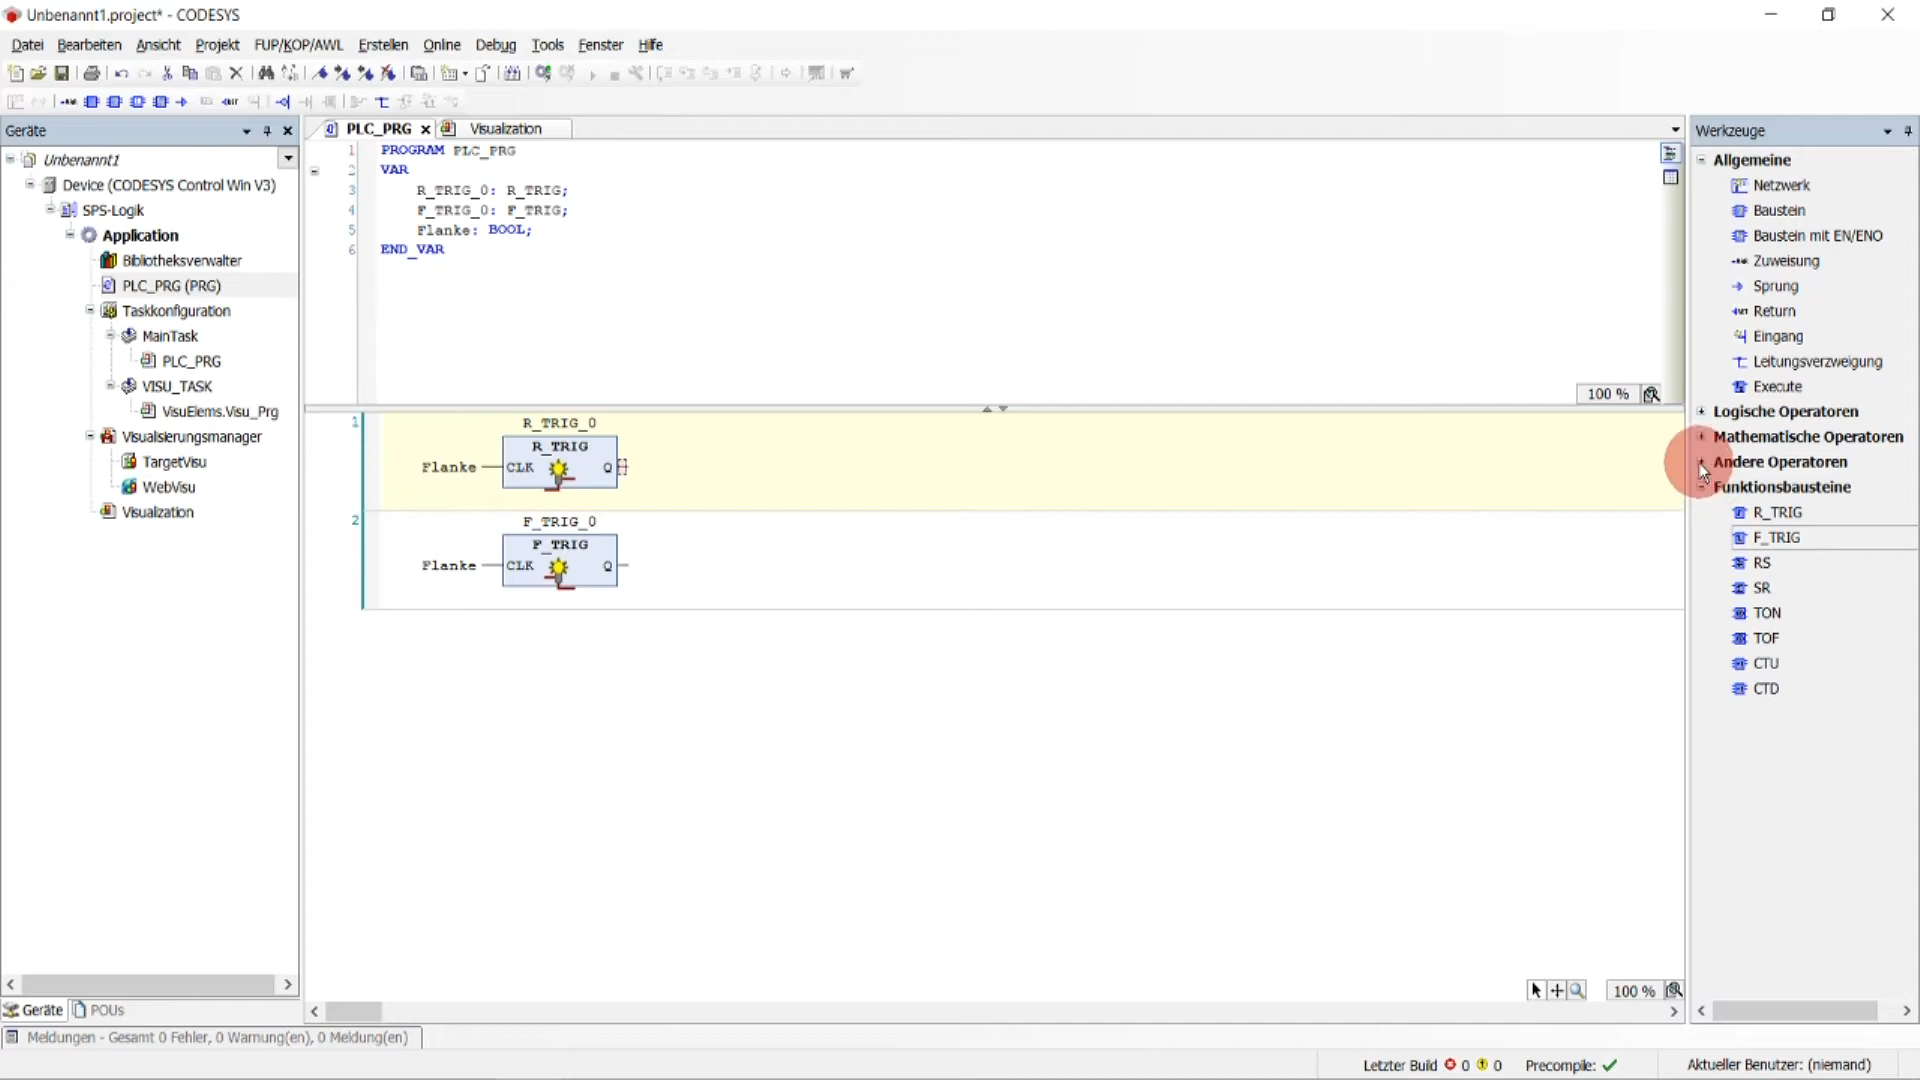 Unbenannt1.project* - CODESYS
Datei Bearbeiten Ansicht Projekt FUP/KOP/AWL Erstellen Online Debug Tools Fenster Hilfe
Geräte
Unbenannt1
Device (CODESYS Control Win V3)
SPS-Logik
Application
Bibliotheksverwalter
PLC_PRG (PRG)
Taskkonfiguration
MainTask
PLC_PRG
VISU_TASK
VisuElems.Visu_Prg
Visualisierungsmanager
TargetVisu
WebVisu
Visualization
Geräte POUs
PLC_PRG Visualization
1 PROGRAM PLC_PRG
2 VAR
3 R_TRIG_0: R_TRIG;
4 F_TRIG_0: F_TRIG;
5 Flanke: BOOL;
6 END_VAR
100 %
1 R_TRIG_0
R_TRIG
Flanke CLK Q
2 F_TRIG_0
F_TRIG
Flanke CLK Q
100 %
Werkzeuge
Allgemeine
Netzwerk
Baustein
Baustein mit EN/ENO
Zuweisung
Sprung
Return
Eingang
Leitungsverzweigung
Execute
Logische Operatoren
Mathematische Operatoren
Andere Operatoren
Funktionsbausteine
R_TRIG
F_TRIG
RS
SR
TON
TOF
CTU
CTD
Meldungen - Gesamt 0 Fehler, 0 Warnung(en), 0 Meldung(en)
Letzter Build 0 0 Precompile: Aktueller Benutzer: (niemand)